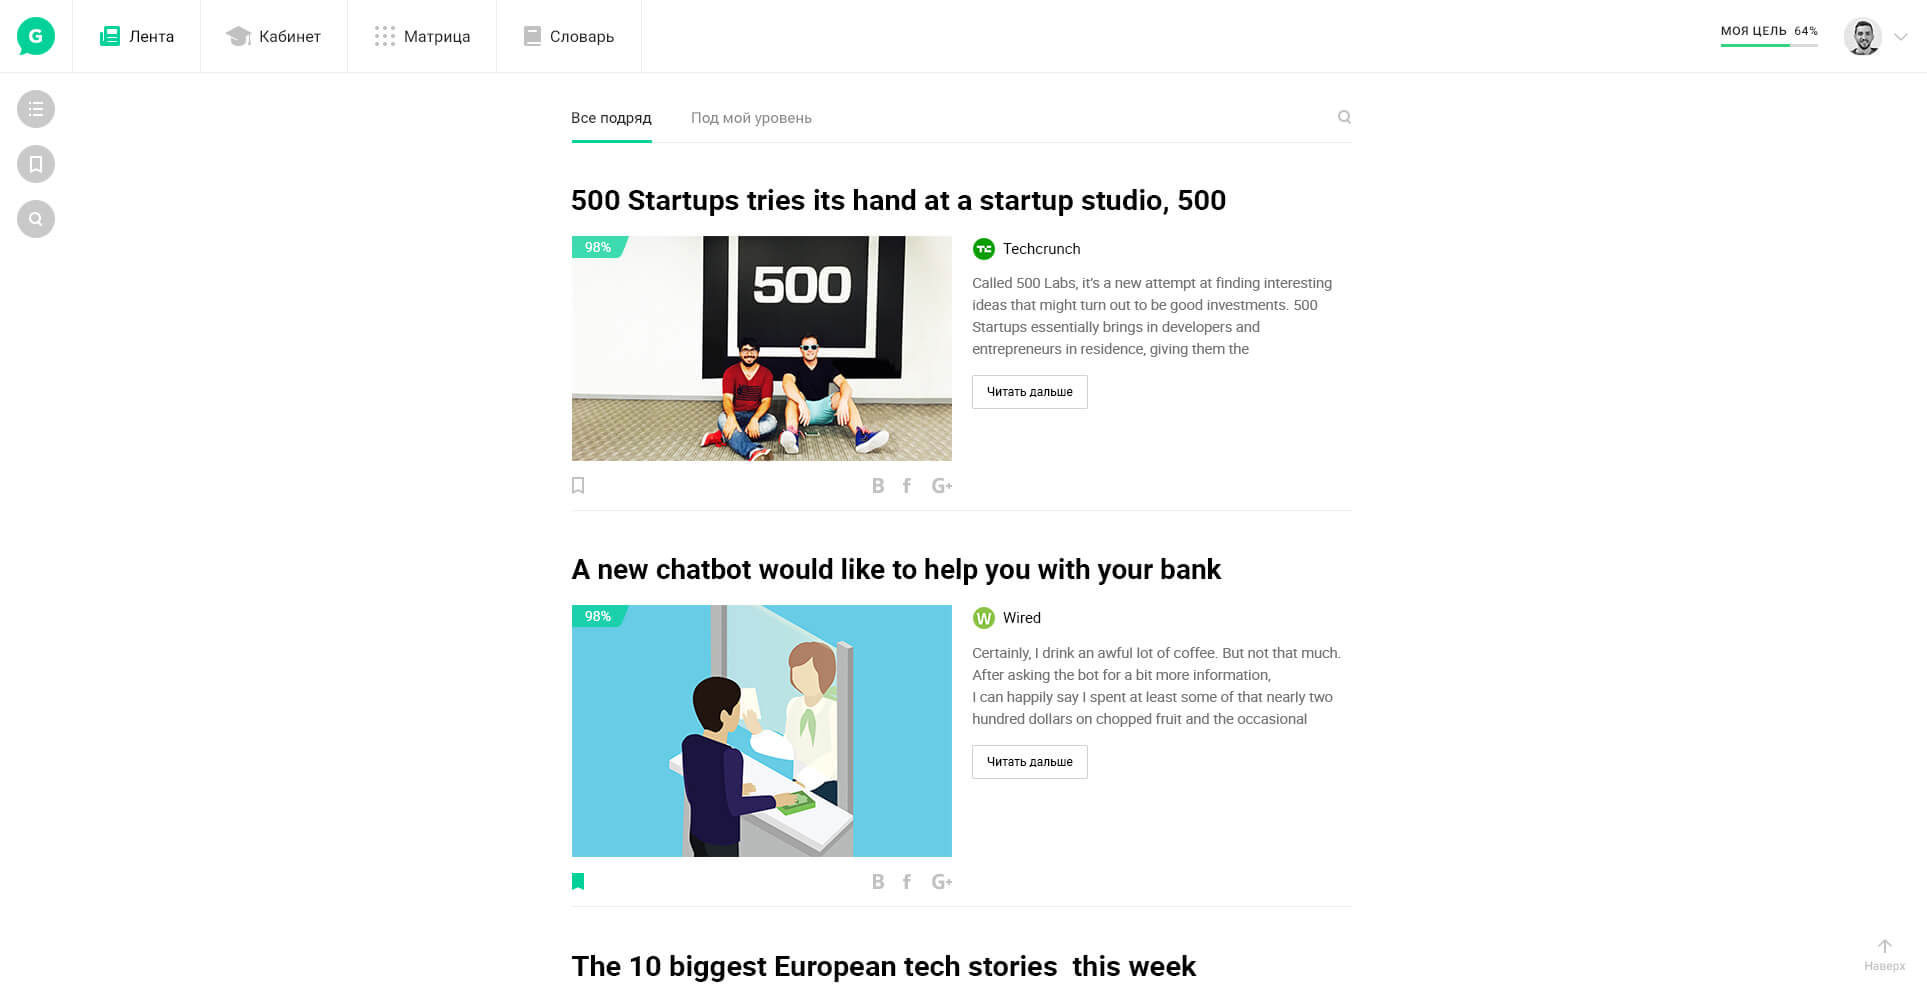 G
Лента
Кабинет
Матрица
Словарь
МОЯ ЦЕЛЬ 64%
Все подряд
Под мой уровень
500 Startups tries its hand at a startup studio, 500
98%
500
Techcrunch
Called 500 Labs, it's a new attempt at finding interesting
ideas that might turn out to be good investments. 500
Startups essentially brings in developers and
entrepreneurs in residence, giving them the
Читать дальше
B f G+
A new chatbot would like to help you with your bank
98%
W Wired
Certainly, I drink an awful lot of coffee. But not that much.
After asking the bot for a bit more information,
I can happily say I spent at least some of that nearly two
hundred dollars on chopped fruit and the occasional
Читать дальше
B f G+
The 10 biggest European tech stories this week
Наверх